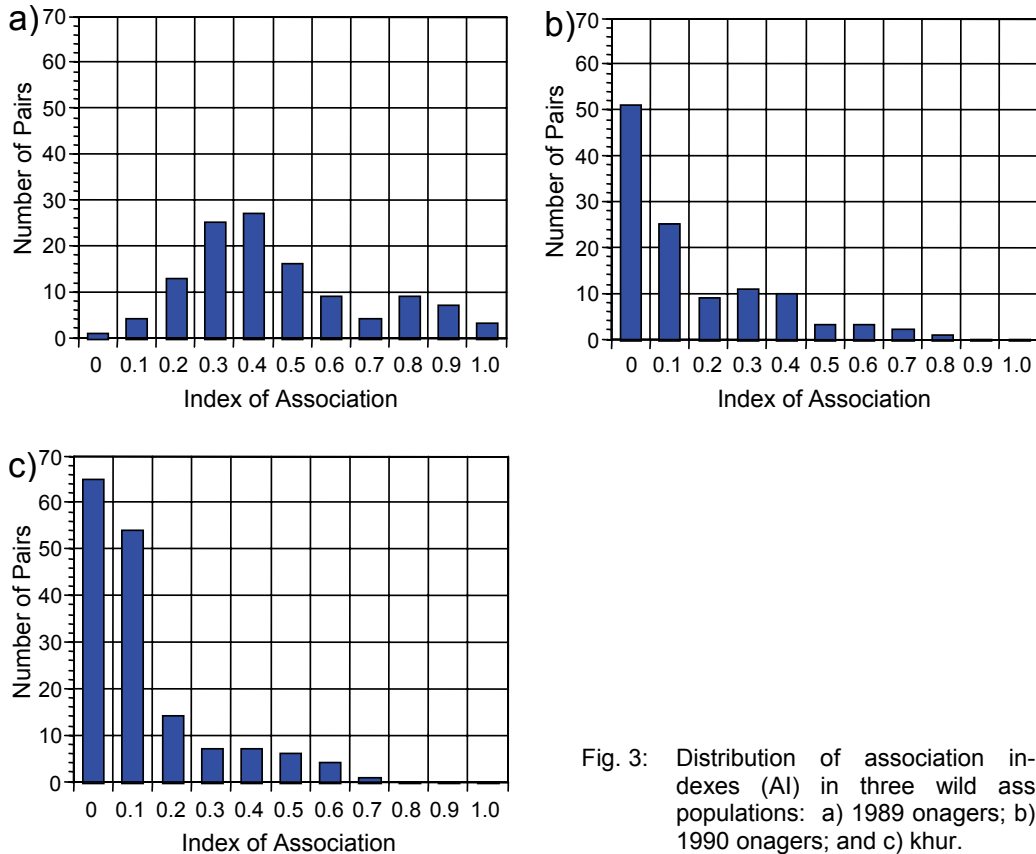 a)
70
60
50
40
30
20
10
0
Number of Pairs
0 0.1 0.2 0.3 0.4 0.5 0.6 0.7 0.8 0.9 1.0
Index of Association
b)
70
60
50
40
30
20
10
0
Number of Pairs
0 0.1 0.2 0.3 0.4 0.5 0.6 0.7 0.8 0.9 1.0
Index of Association
c)
70
60
50
40
30
20
10
0
Number of Pairs
0 0.1 0.2 0.3 0.4 0.5 0.6 0.7 0.8 0.9 1.0
Index of Association
Fig. 3: Distribution of association in-
dexes (AI) in three wild ass
populations: a) 1989 onagers; b)
1990 onagers; and c) khur.